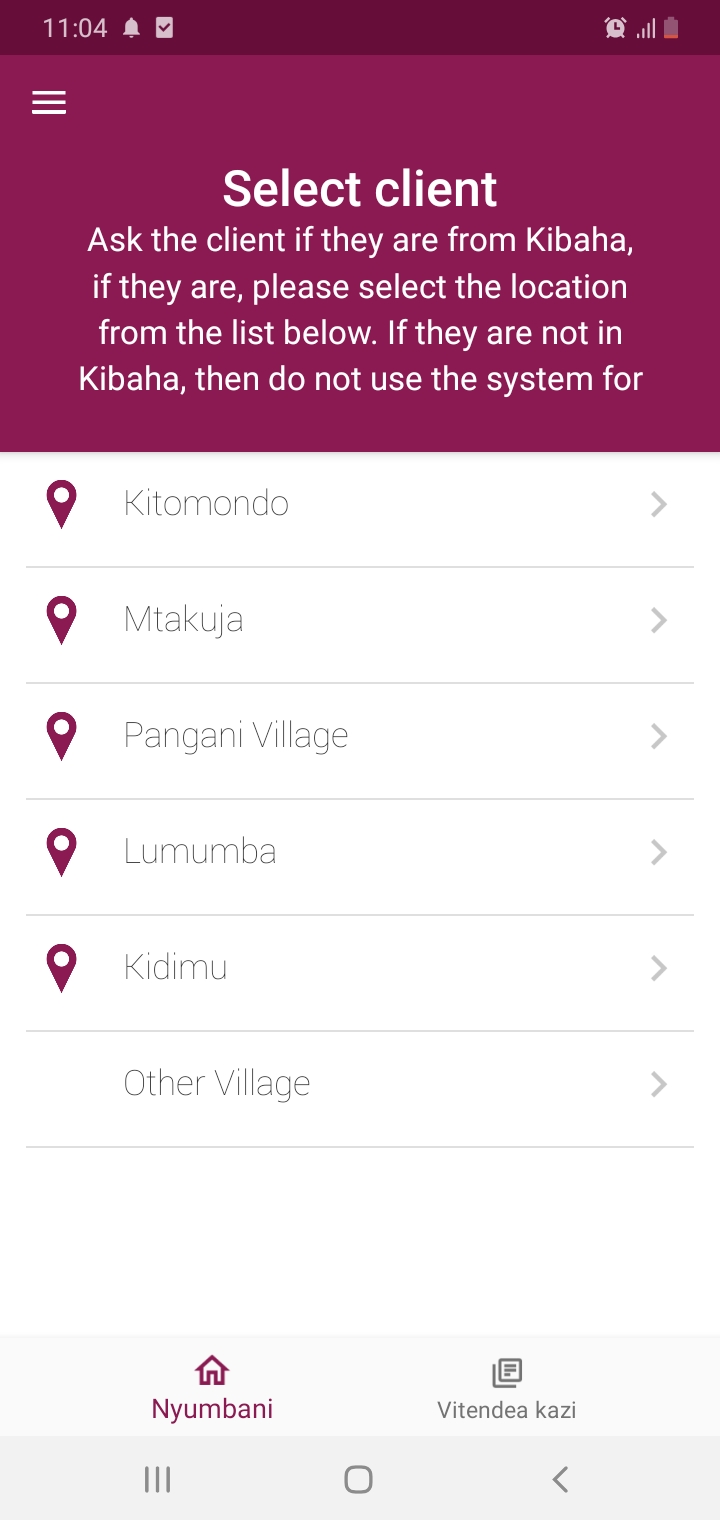 11:04
Select client
Ask the client if they are from Kibaha,
if they are, please select the location
from the list below. If they are not in
Kibaha, then do not use the system for
Kitomondo
Mtakuja
Pangani Village
Lumumba
Kidimu
Other Village
Nyumbani
Vitendea kazi